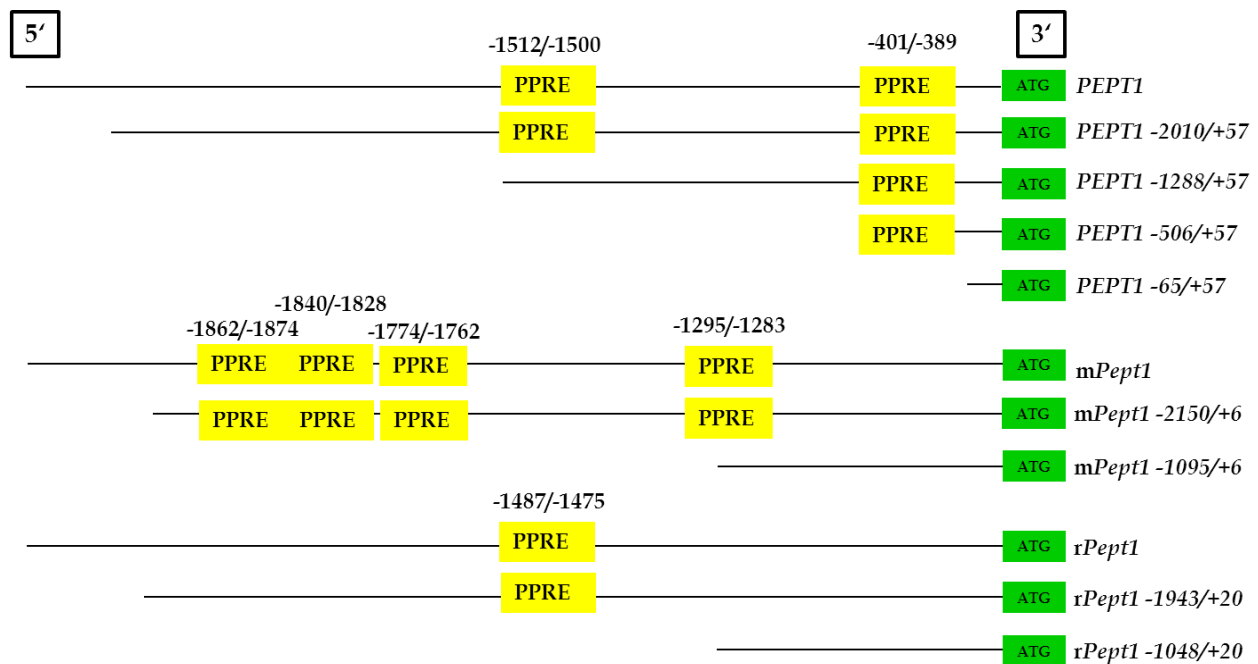 5‘ 3‘
-1512/-1500 -401/-389
PPRE PPRE ATG PEPT1
PPRE PPRE ATG PEPT1 -2010/+57
PPRE ATG PEPT1 -1288/+57
PPRE ATG PEPT1 -506/+57
ATG PEPT1 -65/+57
-1840/-1828
-1862/-1874 -1774/-1762 -1295/-1283
PPRE PPRE PPRE PPRE ATG mPept1
PPRE PPRE PPRE PPRE ATG mPept1 -2150/+6
ATG mPept1 -1095/+6
-1487/-1475
PPRE ATG rPept1
PPRE ATG rPept1 -1943/+20
ATG rPept1 -1048/+20